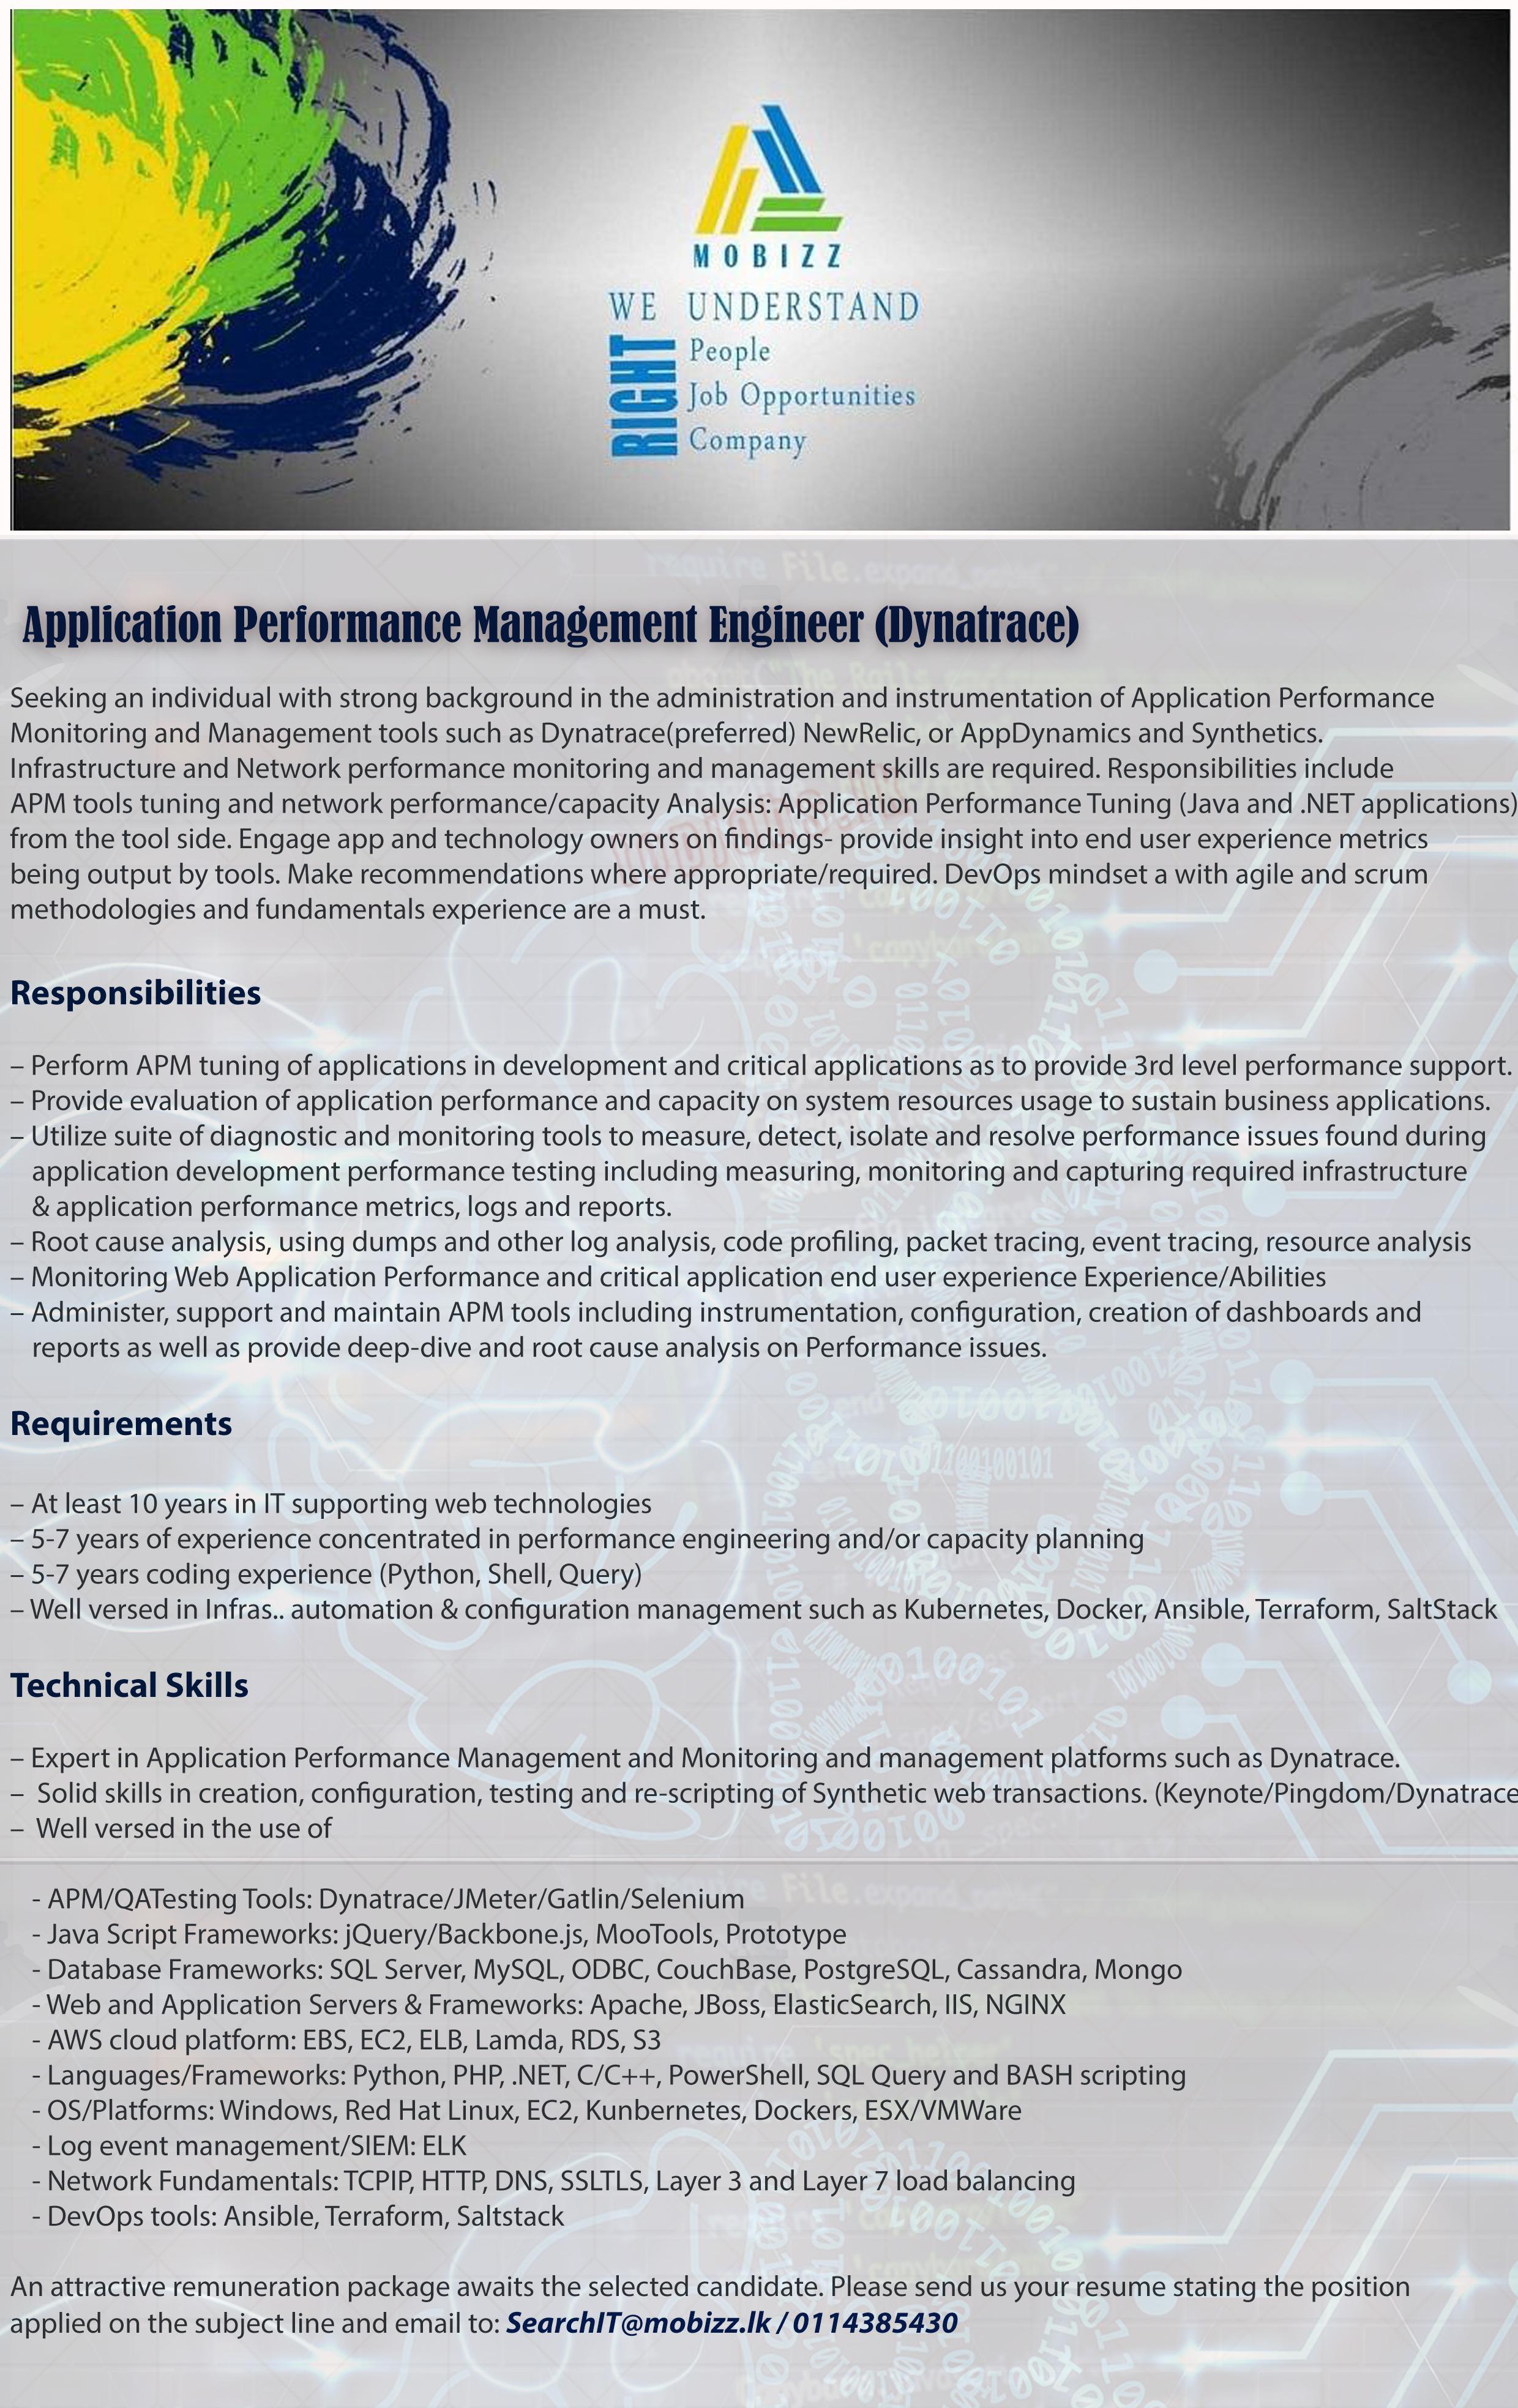 MOBIZZ
WE UNDERSTAND
RIGHT
People
Job Opportunities
Company
Application Performance Management Engineer (Dynatrace)
Seeking an individual with strong background in the administration and instrumentation of Application Performance
Monitoring and Management tools such as Dynatrace(preferred) NewRelic, or AppDynamics and Synthetics.
Infrastructure and Network performance monitoring and management skills are required. Responsibilities include
APM tools tuning and network performance/capacity Analysis: Application Performance Tuning (Java and .NET applications)
from the tool side. Engage app and technology owners on findings- provide insight into end user experience metrics
being output by tools. Make recommendations where appropriate/required. DevOps mindset a with agile and scrum
methodologies and fundamentals experience are a must.
Responsibilities
– Perform APM tuning of applications in development and critical applications as to provide 3rd level performance support.
– Provide evaluation of application performance and capacity on system resources usage to sustain business applications.
– Utilize suite of diagnostic and monitoring tools to measure, detect, isolate and resolve performance issues found during
application development performance testing including measuring, monitoring and capturing required infrastructure
& application performance metrics, logs and reports.
– Root cause analysis, using dumps and other log analysis, code profiling, packet tracing, event tracing, resource analysis
– Monitoring Web Application Performance and critical application end user experience Experience/Abilities
– Administer, support and maintain APM tools including instrumentation, configuration, creation of dashboards and
reports as well as provide deep-dive and root cause analysis on Performance issues.
Requirements
– At least 10 years in IT supporting web technologies
– 5-7 years of experience concentrated in performance engineering and/or capacity planning
– 5-7 years coding experience (Python, Shell, Query)
– Well versed in Infras.. automation & configuration management such as Kubernetes, Docker, Ansible, Terraform, SaltStack
Technical Skills
– Expert in Application Performance Management and Monitoring and management platforms such as Dynatrace.
– Solid skills in creation, configuration, testing and re-scripting of Synthetic web transactions. (Keynote/Pingdom/Dynatrace
– Well versed in the use of
- APM/QATesting Tools: Dynatrace/JMeter/Gatlin/Selenium
- Java Script Frameworks: jQuery/Backbone.js, MooTools, Prototype
- Database Frameworks: SQL Server, MySQL, ODBC, CouchBase, PostgreSQL, Cassandra, Mongo
- Web and Application Servers & Frameworks: Apache, JBoss, ElasticSearch, IIS, NGINX
- AWS cloud platform: EBS, EC2, ELB, Lamda, RDS, S3
- Languages/Frameworks: Python, PHP, .NET, C/C++, PowerShell, SQL Query and BASH scripting
- OS/Platforms: Windows, Red Hat Linux, EC2, Kunbernetes, Dockers, ESX/VMWare
- Log event management/SIEM: ELK
- Network Fundamentals: TCPIP, HTTP, DNS, SSLTLS, Layer 3 and Layer 7 load balancing
- DevOps tools: Ansible, Terraform, Saltstack
An attractive remuneration package awaits the selected candidate. Please send us your resume stating the position
applied on the subject line and email to: SearchIT@mobizz.lk / 0114385430